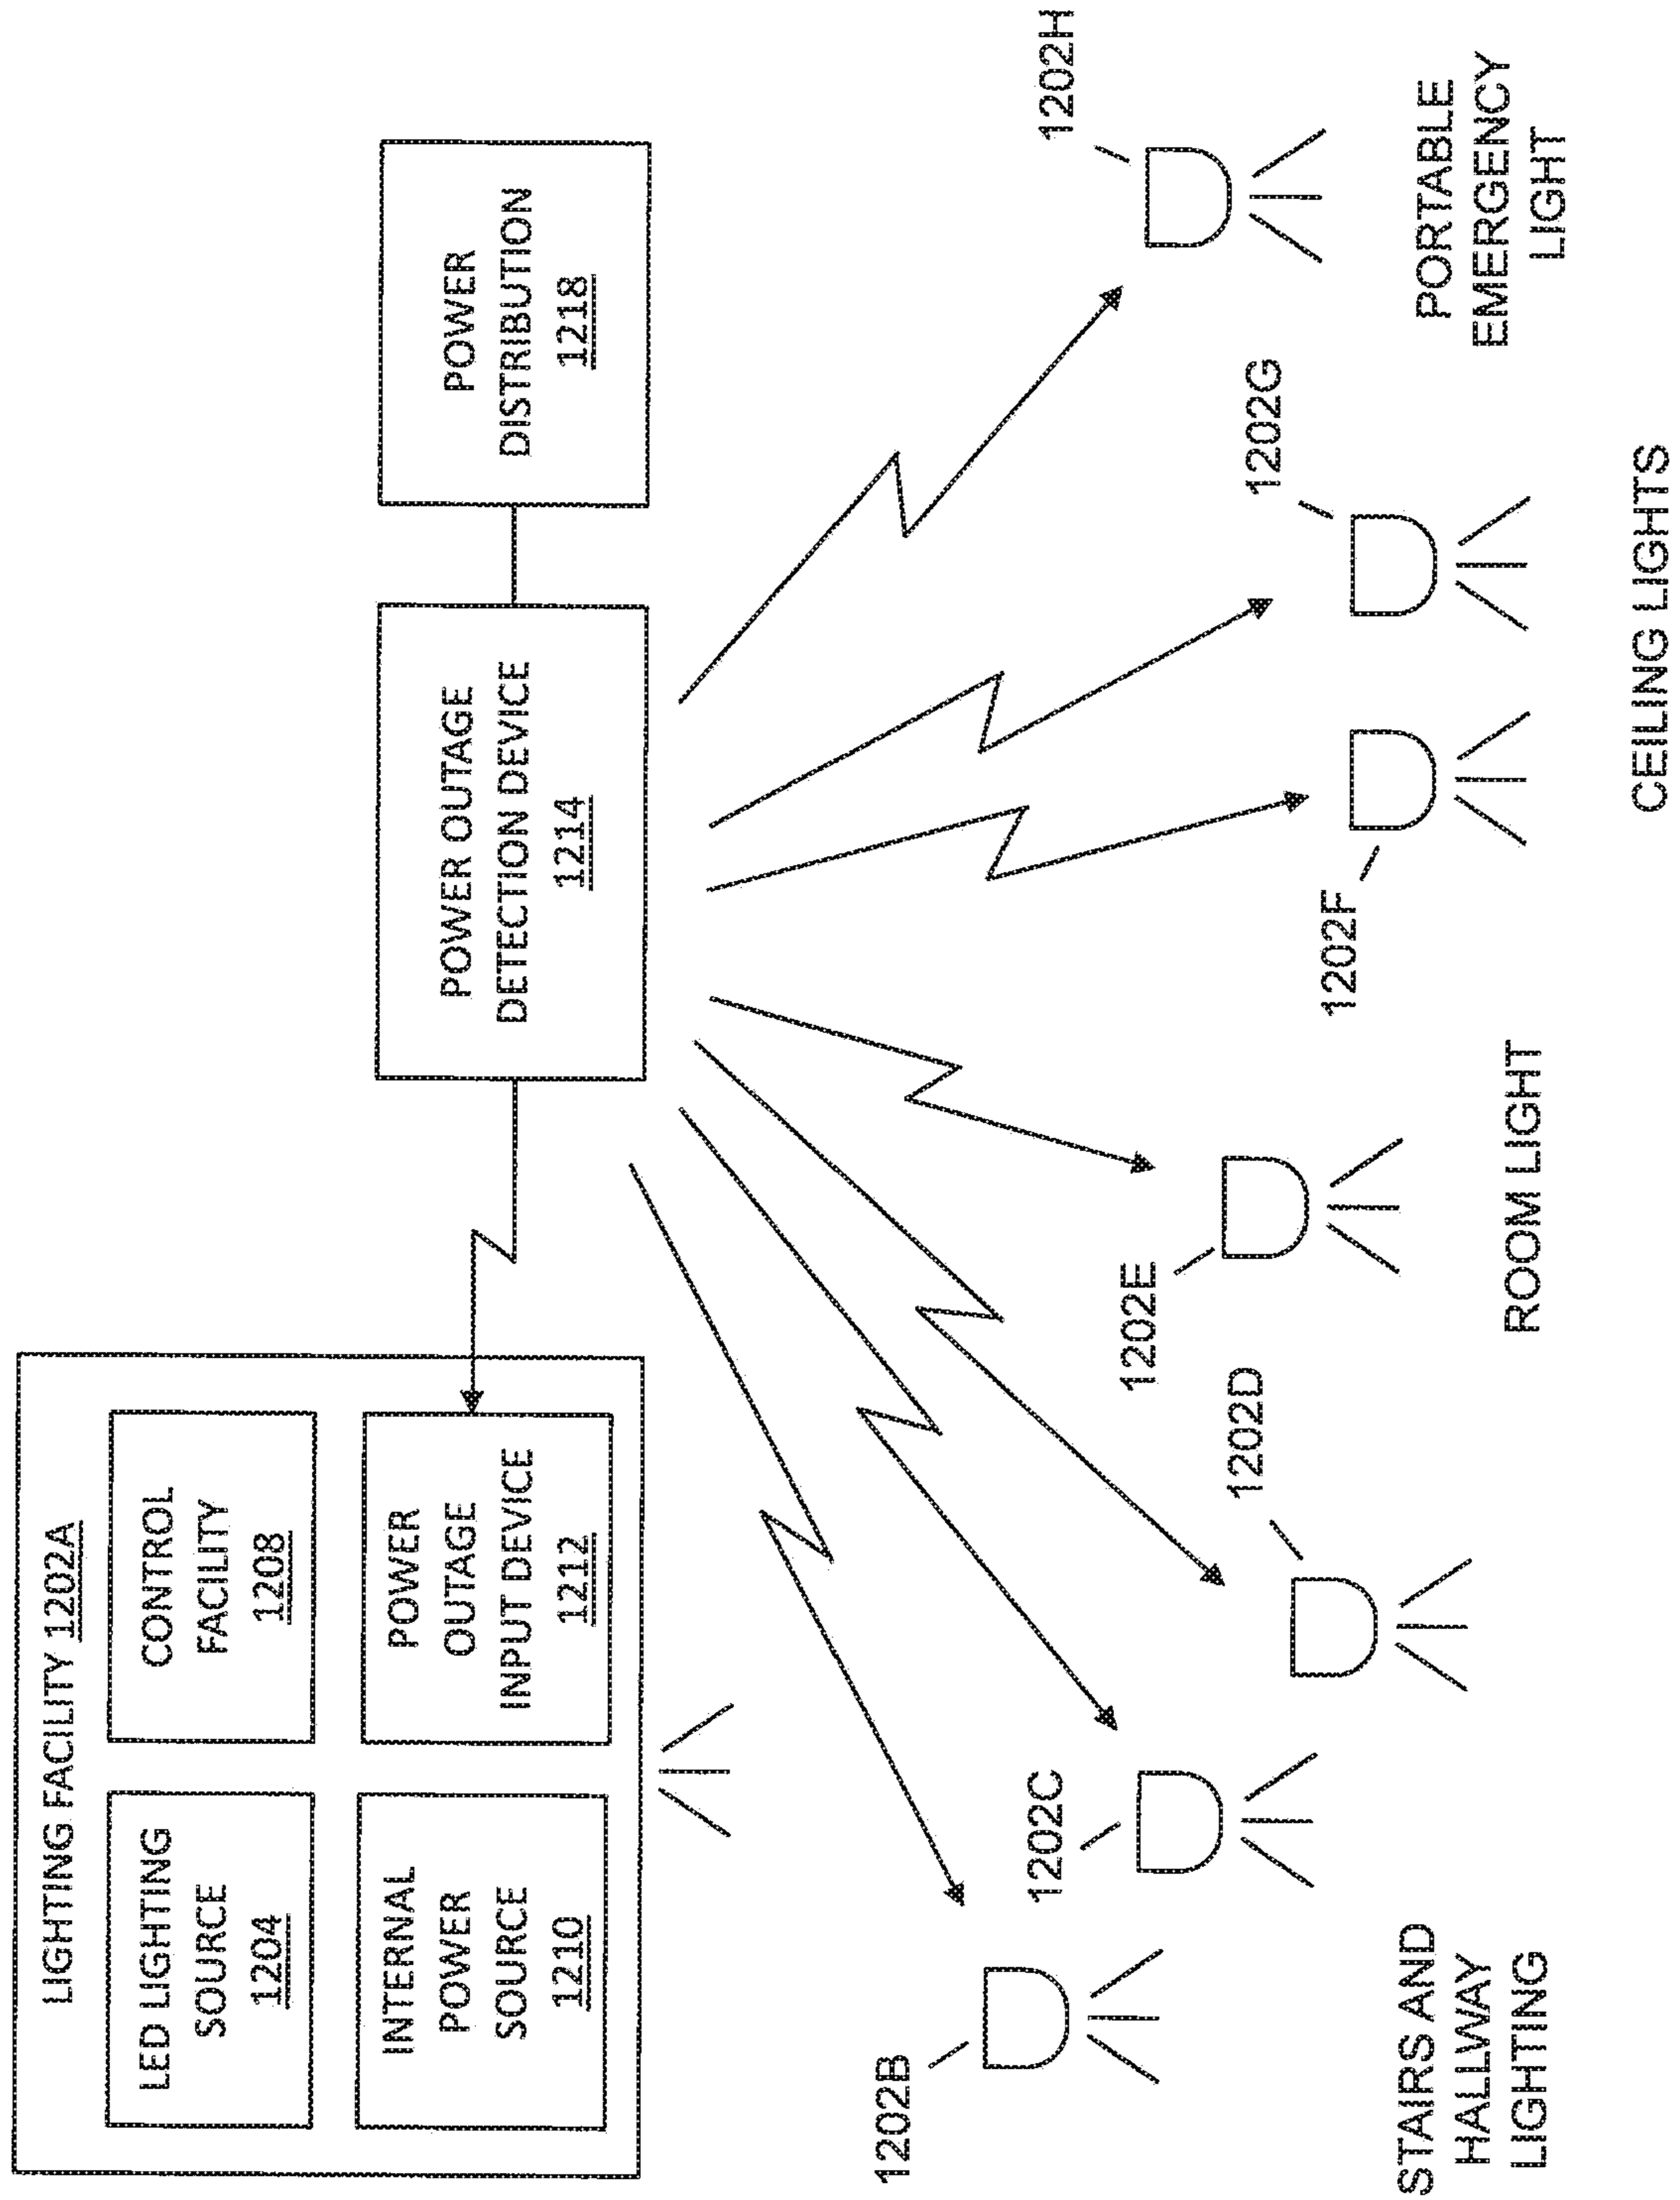 LIGHTING FACILITY 1202A
LED LIGHTING
SOURCE
1204
CONTROL
FACILITY
1208
INTERNAL
POWER
SOURCE
1210
POWER
OUTAGE
INPUT DEVICE
1212
POWER OUTAGE
DETECTION DEVICE
1214
POWER
DISTRIBUTION
1218
1202B
1202C
1202D
1202E
1202F
1202G
1202H
STAIRS AND
HALLWAY
LIGHTING
ROOM LIGHT
CEILING LIGHTS
PORTABLE
EMERGENCY
LIGHT